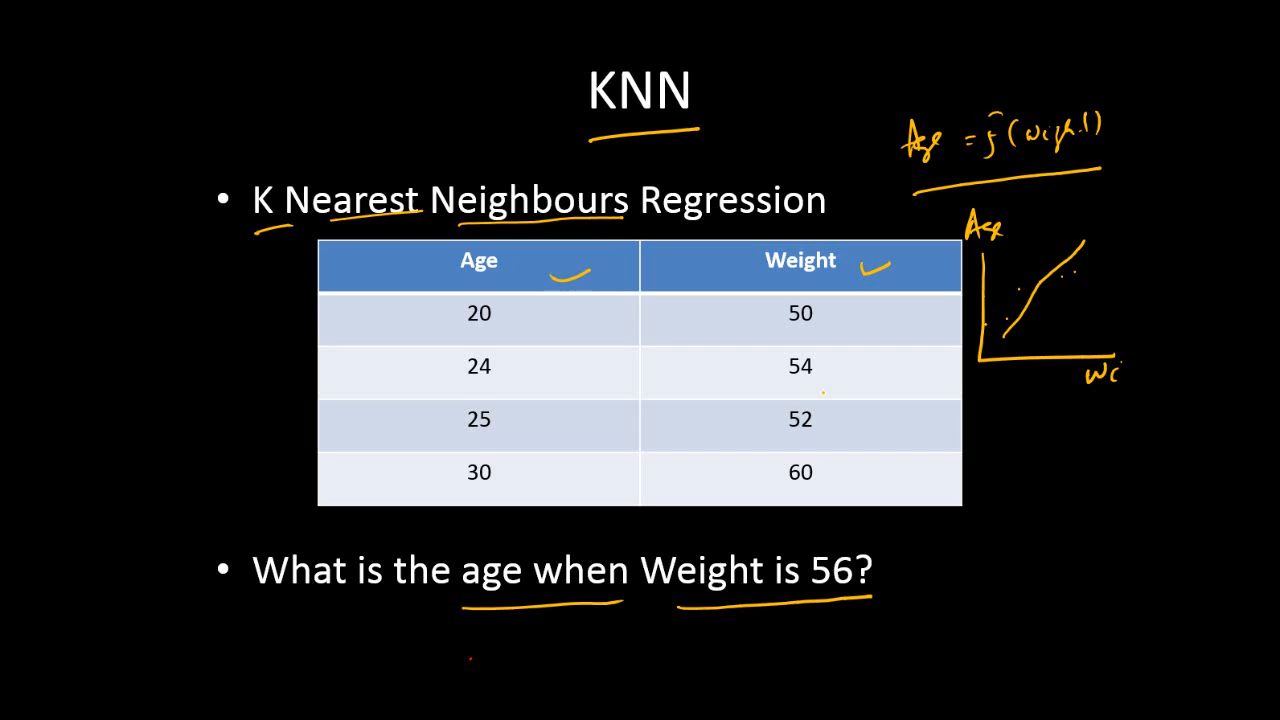 KNN
Age = f(weight)
• K Nearest Neighbours Regression
Age Weight
20 50
24 54
25 52
30 60
Age
• What is the age when Weight is 56?